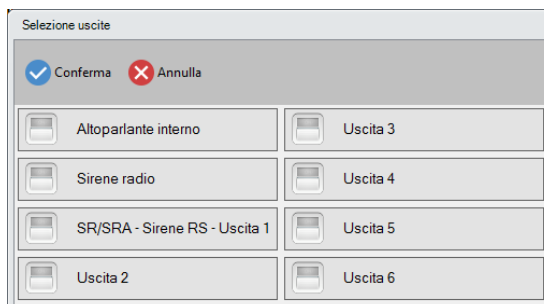 Selezione uscite
Conferma Annulla
Altoparlante interno
Uscita 3
Sirene radio
Uscita 4
SR/SRA - Sirene RS - Uscita 1
Uscita 5
Uscita 2
Uscita 6